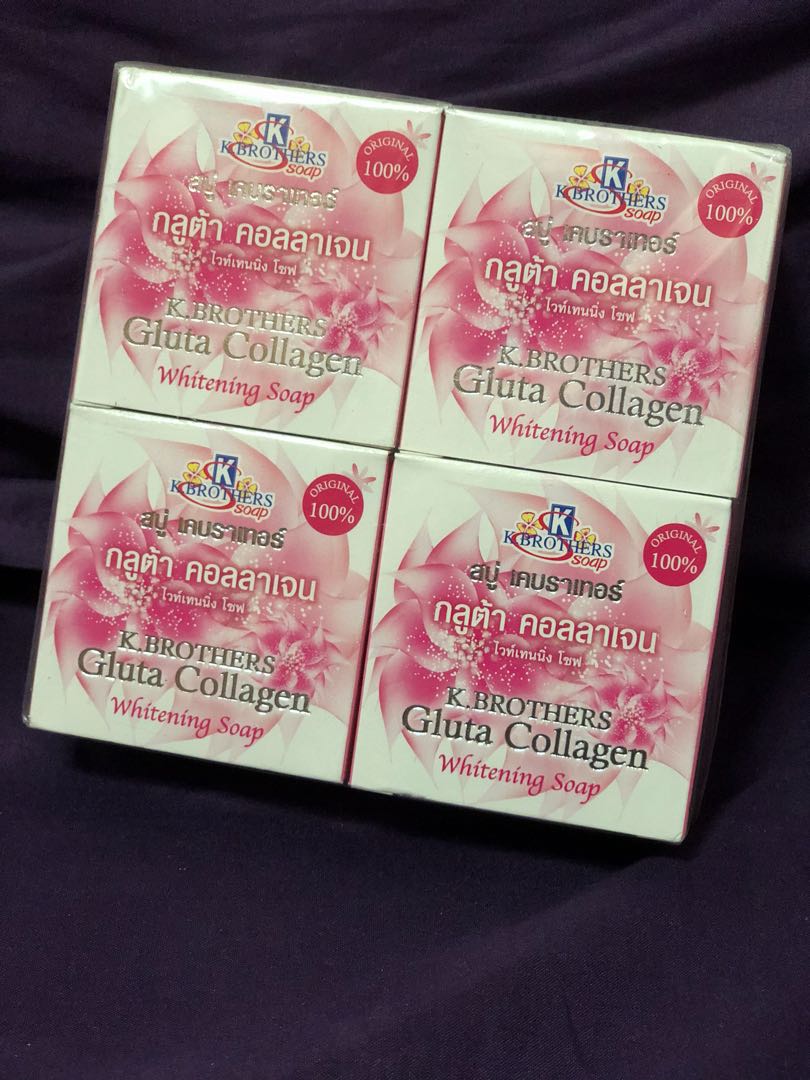 K
K.BROTHERS
soap
ORIGINAL
100%
สบู่ เคบราเทอร์
กลูต้า คอลลาเจน
ไวท์เทนนิ่ง โซฟ
K.BROTHERS
Gluta Collagen
Whitening Soap
K
K.BROTHERS
soap
ORIGINAL
100%
สบู่ เคบราเทอร์
กลูต้า คอลลาเจน
ไวท์เทนนิ่ง โซฟ
K.BROTHERS
Gluta Collagen
Whitening Soap
K
K.BROTHERS
soap
ORIGINAL
100%
สบู่ เคบราเทอร์
กลูต้า คอลลาเจน
ไวท์เทนนิ่ง โซฟ
K.BROTHERS
Gluta Collagen
Whitening Soap
K
K.BROTHERS
soap
ORIGINAL
100%
สบู่ เคบราเทอร์
กลูต้า คอลลาเจน
ไวท์เทนนิ่ง โซฟ
K.BROTHERS
Gluta Collagen
Whitening Soap